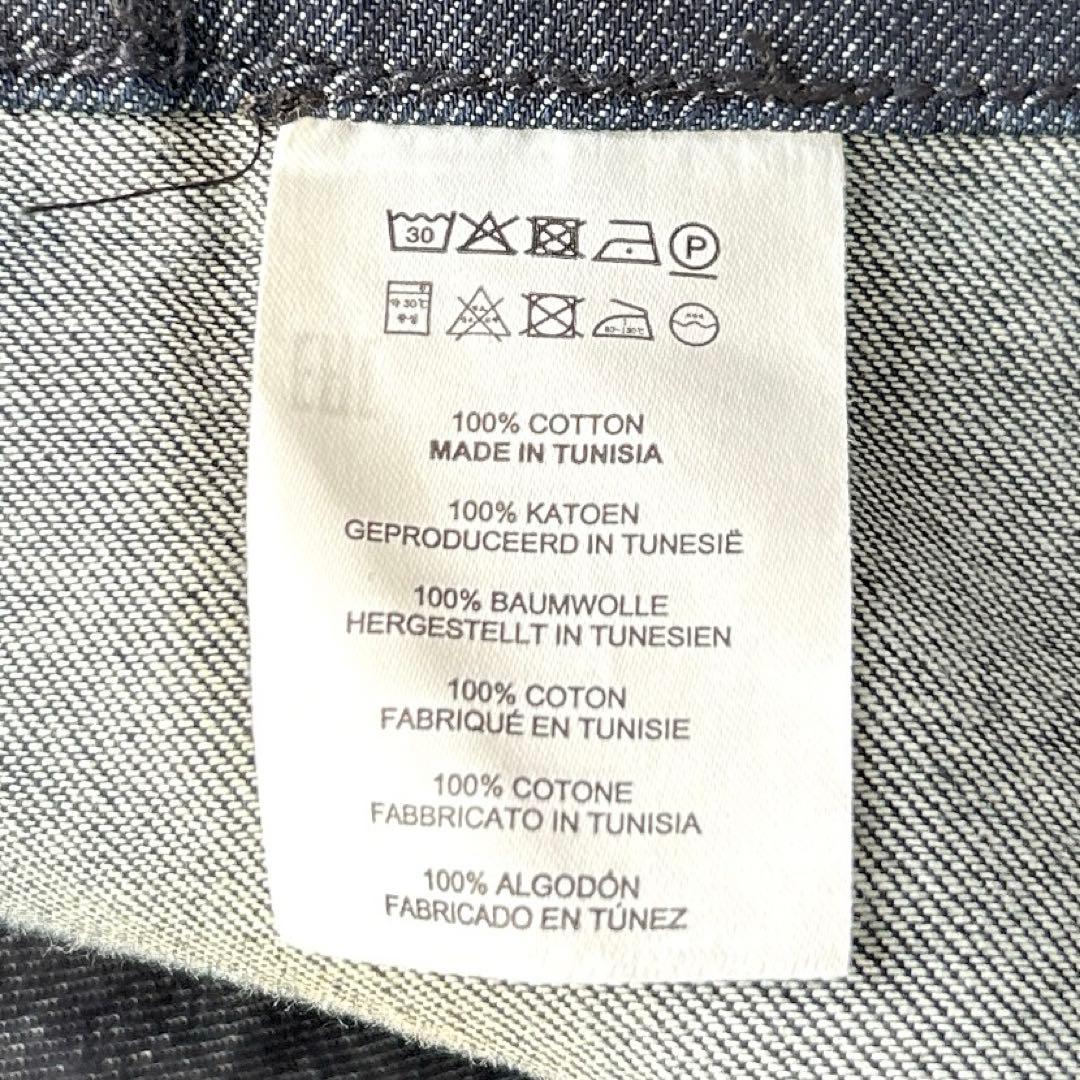 30
P
100% COTTON
MADE IN TUNISIA
100% KATOEN
GEPRODUCEERD IN TUNESIË
100% BAUMWOLLE
HERGESTELLT IN TUNESIEN
100% COTON
FABRIQUÉ EN TUNISIE
100% COTONE
FABBRICATO IN TUNISIA
100% ALGODÓN
FABRICADO EN TÚNEZ